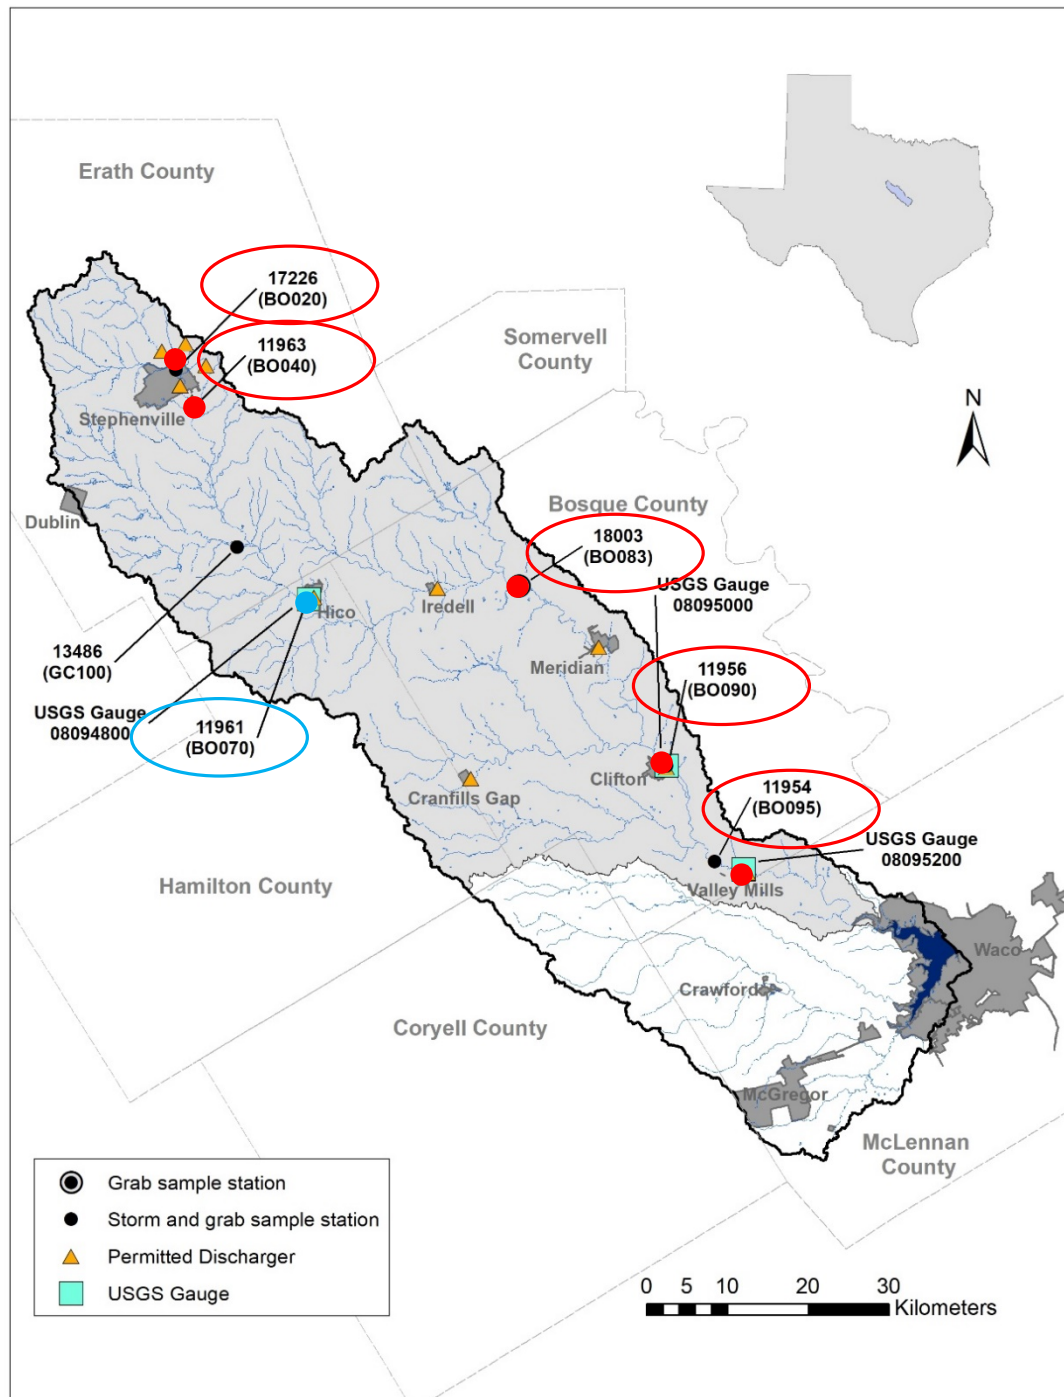 Erath County
17226
(BO020)
11963
(BO040)
Somervell
County
N
Stephenville
Bosque County
Dublin
18003
(BO083)
USGS Gauge
08095000
Iredell
Hico
13486
(GC100)
Meridian
11956
(BO090)
USGS Gauge
08094800
11961
(BO070)
Clifton
11954
(BO095)
Cranfills Gap
USGS Gauge
08095200
Hamilton County
Valley Mills
Waco
Crawford
Coryell County
McGregor
McLennan
County
Grab sample station
Storm and grab sample station
Permitted Discharger
USGS Gauge
0 5 10 20 30
Kilometers